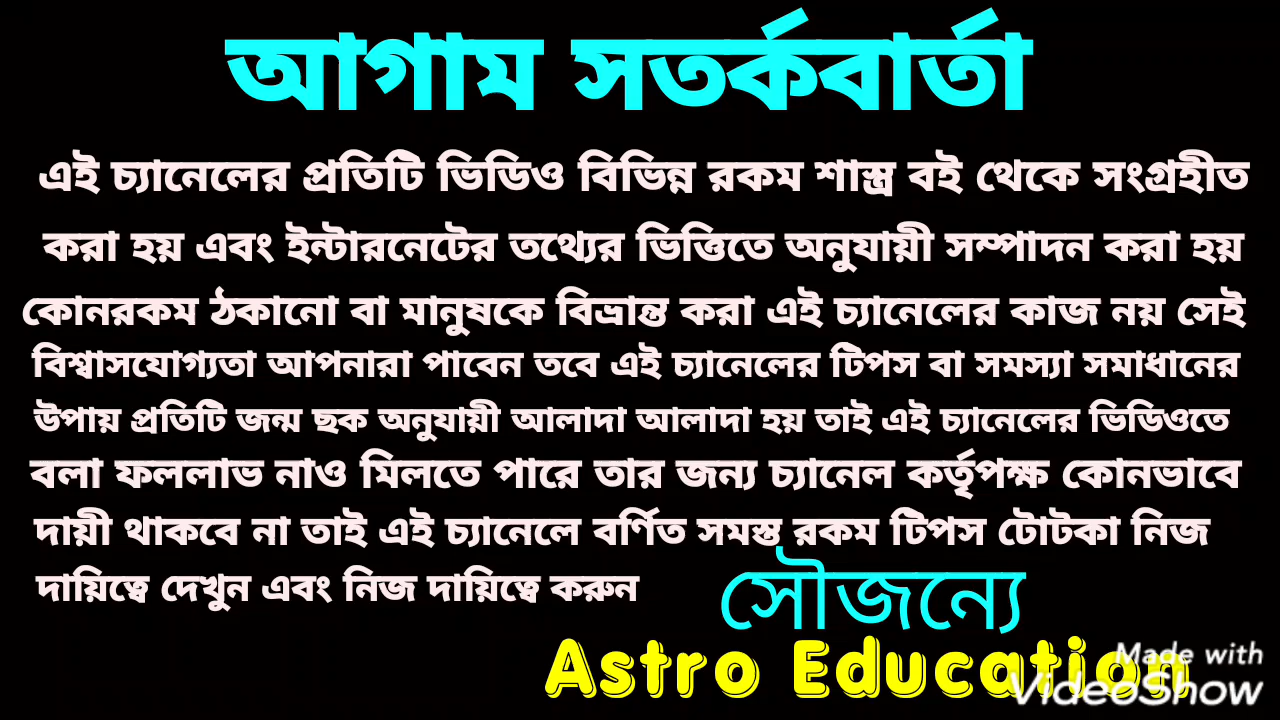 আগাম সতর্কবার্তা
এই চ্যানেলের প্রতিটি ভিডিও বিভিন্ন রকম শাস্ত্র বই থেকে সংগ্রহীত
করা হয় এবং ইন্টারনেটের তথ্যের ভিত্তিতে অনুযায়ী সম্পাদন করা হয়
কোনরকম ঠকানো বা মানুষকে বিভ্রান্ত করা এই চ্যানেলের কাজ নয় সেই
বিশ্বাসযোগ্যতা আপনারা পাবেন তবে এই চ্যানেলের টিপস বা সমস্যা সমাধানের
উপায় প্রতিটি জন্ম ছক অনুযায়ী আলাদা আলাদা হয় তাই এই চ্যানেলের ভিডিওতে
বলা ফললাভ নাও মিলতে পারে তার জন্য চ্যানেল কর্তৃপক্ষ কোনভাবে
দায়ী থাকবে না তাই এই চ্যানেলে বর্ণিত সমস্ত রকম টিপস টোটকা নিজ
দায়িত্বে দেখুন এবং নিজ দায়িত্বে করুন
সৌজন্যে
Astro Education
Made with
VideoShow